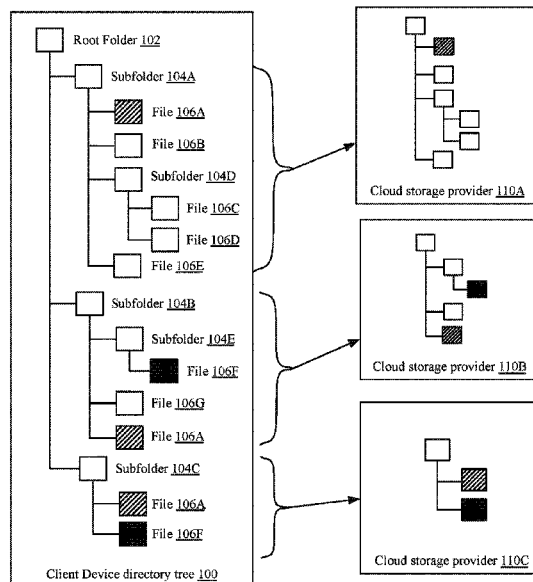 Root Folder 102
Subfolder 104A
File 106A
File 106B
Subfolder 104D
File 106C
File 106D
File 106E
Subfolder 104B
Subfolder 104E
File 106F
File 106G
File 106A
Subfolder 104C
File 106A
File 106F
Client Device directory tree 100
Cloud storage provider 110A
Cloud storage provider 110B
Cloud storage provider 110C